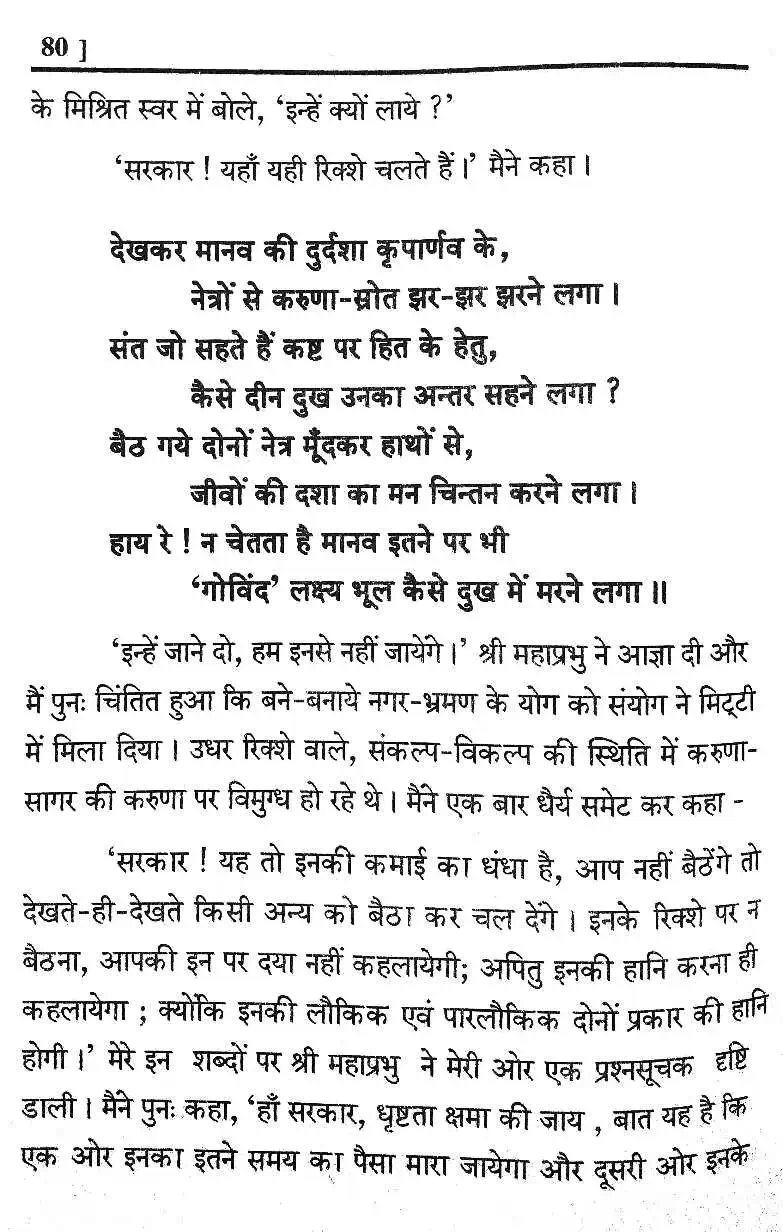 80 ]
के मिश्रित स्वर में बोले, ‘इन्हें क्यों लाये ?’
‘सरकार ! यहाँ यही रिक्शे चलते हैं।’ मैने कहा।
देखकर मानव की दुर्दशा कृपार्णव के,
नेत्रों से करुणा-स्रोत झर-झर झरने लगा।
संत जो सहते हैं कष्ट पर हित के हेतु,
कैसे दीन दुख उनका अन्तर सहने लगा ?
बैठ गये दोनों नेत्र मूँदकर हाथों से,
जीवों की दशा का मन चिन्तन करने लगा।
हाय रे ! न चेतता है मानव इतने पर भी
‘गोविंद’ लक्ष्य भूल कैसे दुख में मरने लगा॥
‘इन्हें जाने दो, हम इनसे नहीं जायेंगे।’ श्री महाप्रभु ने आज्ञा दी और
मैं पुनः चिंतित हुआ कि बने-बनाये नगर-भ्रमण के योग को संयोग ने मिट्टी
में मिला दिया। उधर रिक्शे वाले, संकल्प-विकल्प की स्थिति में करुणा-
सागर की करुणा पर विमुग्ध हो रहे थे। मैंने एक बार धैर्य समेट कर कहा -
‘सरकार ! यह तो इनकी कमाई का धंधा है, आप नहीं बैठेंगे तो
देखते-ही-देखते किसी अन्य को बैठा कर चल देंगे। इनके रिक्शे पर न
बैठना, आपकी इन पर दया नहीं कहलायेगी; अपितु इनकी हानि करना ही
कहलायेगा ; क्योंकि इनकी लौकिक एवं पारलौकिक दोनों प्रकार की हानि
होगी।’ मेरे इन शब्दों पर श्री महाप्रभु ने मेरी ओर एक प्रश्नसूचक दृष्टि
डाली। मैंने पुनः कहा, ‘हाँ सरकार, धृष्टता क्षमा की जाय , बात यह है कि
एक ओर इनका इतने समय का पैसा मारा जायेगा और दूसरी ओर इनके